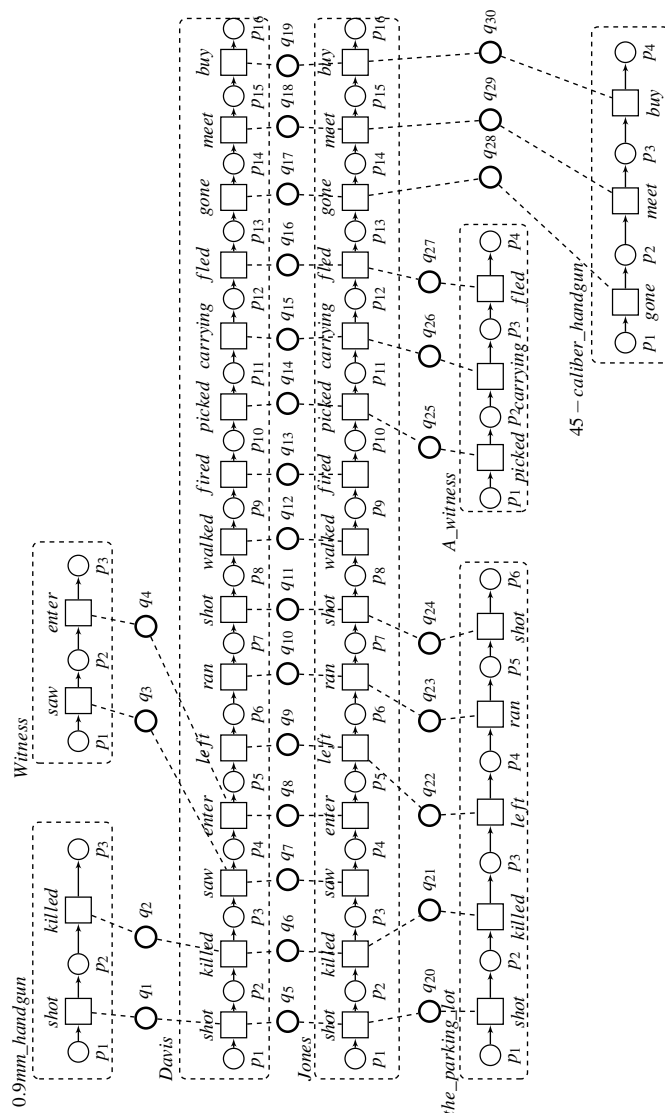 0.9mm_handgun
shot killed
p1 p2 p3
Witness
saw enter
p1 p2 p3
q1 q2 q3 q4
Davis
shot killed saw enter left ran shot walked fired picked carrying fled gone meet buy
p1 p2 p3 p4 p5 p6 p7 p8 p9 p10 p11 p12 p13 p14 p15 p16
q5 q6 q7 q8 q9 q10 q11 q12 q13 q14 q15 q16 q17 q18 q19
Jones
shot killed saw enter left ran shot walked fired picked carrying fled gone meet buy
p1 p2 p3 p4 p5 p6 p7 p8 p9 p10 p11 p12 p13 p14 p15 p16
q20 q21 q22 q23 q24 q25 q26 q27 q28 q29 q30
the_parking_lot
p1 p2 p3 p4 p5 p6
shot killed left ran shot
A_witness
p1 p2 p3 p4
picked carrying fled
45 − caliber_handgun
p1 p2 p3 p4
gone meet buy